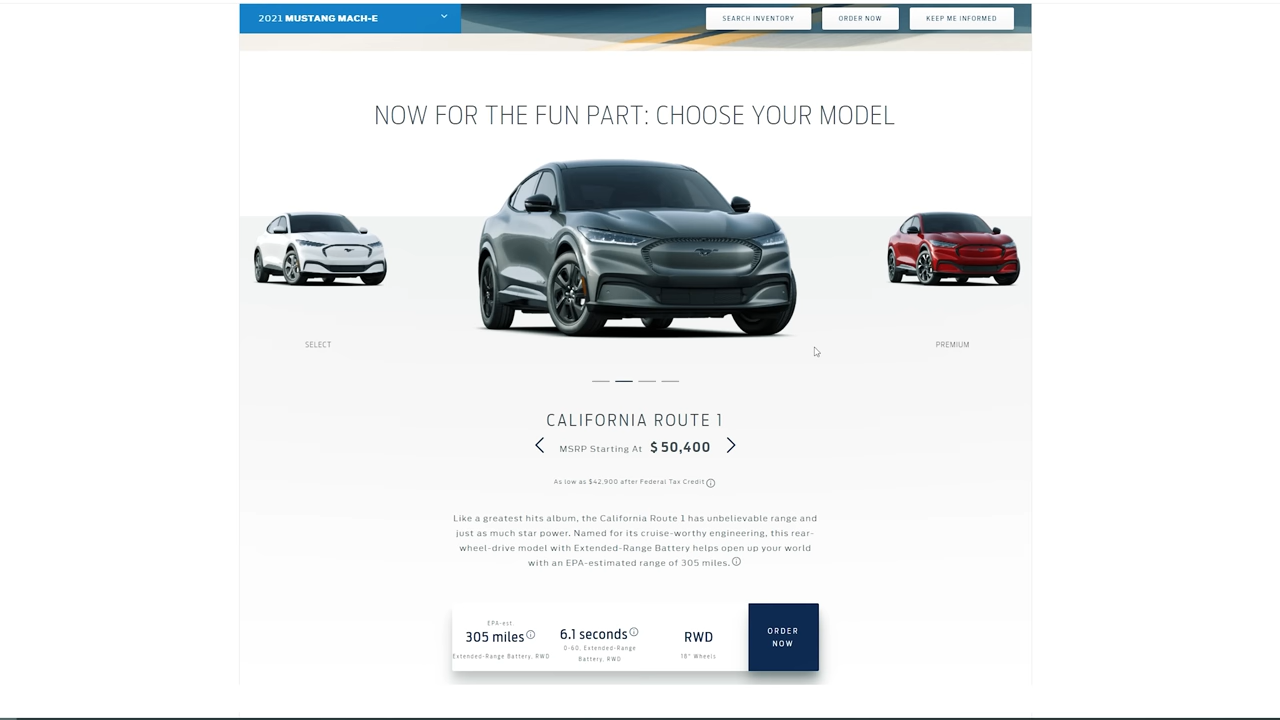 2021 MUSTANG MACH-E
SEARCH INVENTORY
ORDER NOW
KEEP ME INFORMED
NOW FOR THE FUN PART: CHOOSE YOUR MODEL
SELECT
PREMIUM
CALIFORNIA ROUTE 1
MSRP Starting At $50,400
As low as $42,900 after Federal Tax Credit
Like a greatest hits album, the California Route 1 has unbelievable range and
just as much star power. Named for its cruise-worthy engineering, this rear-
wheel-drive model with Extended-Range Battery helps open up your world
with an EPA-estimated range of 305 miles.
EPA-est.
305 miles
Extended-Range Battery, RWD
6.1 seconds
0-60, Extended-Range
Battery, RWD
RWD
18" Wheels
ORDER
NOW